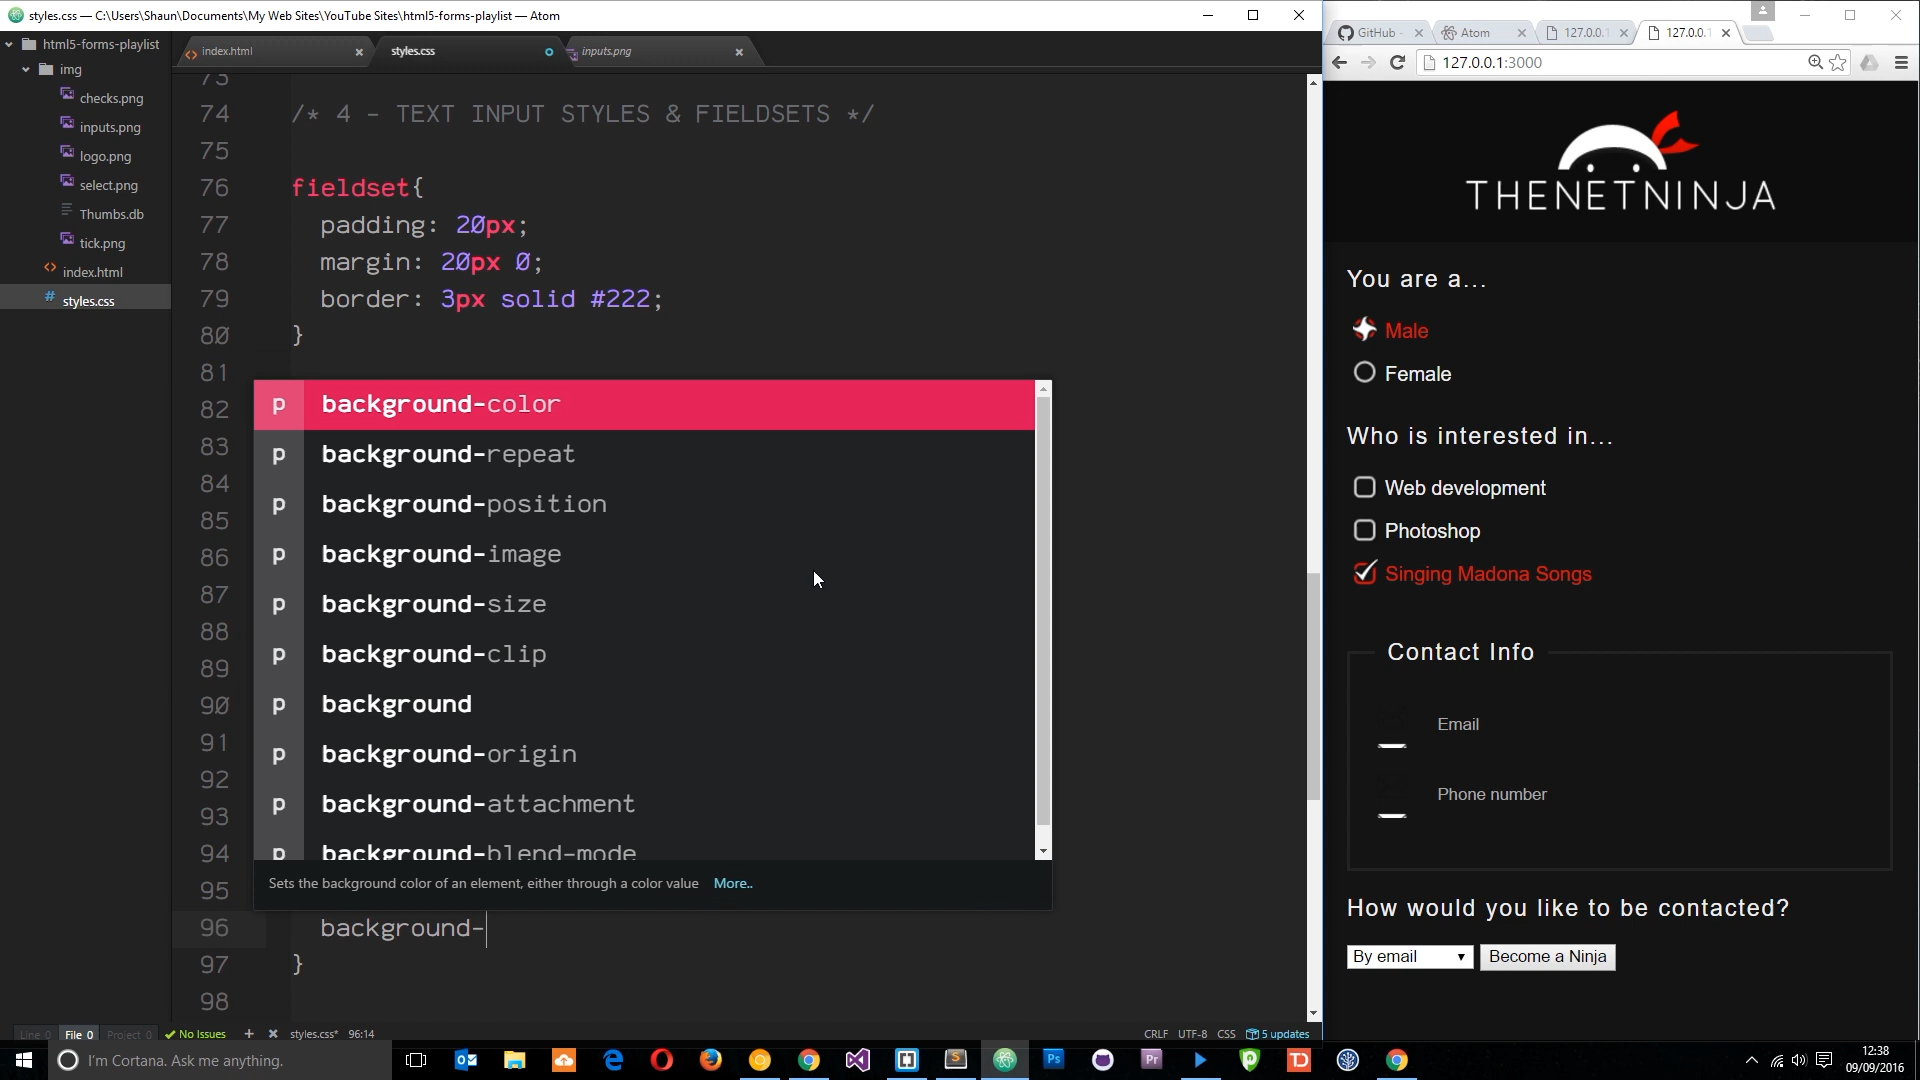 styles.css — C:\Users\Shaun\Documents\My Web Sites\YouTube Sites\html5-forms-playlist — Atom
html5-forms-playlist
img
checks.png
inputs.png
logo.png
select.png
Thumbs.db
tick.png
index.html
styles.css
index.html
styles.css
inputs.png
73
74 /* 4 - TEXT INPUT STYLES & FIELDSETS */
75
76 fieldset{
77 padding: 20px;
78 margin: 20px 0;
79 border: 3px solid #222;
80 }
81
82
83
84
85
86
87
88
89
90
91
92
93
94
95
96 background-
97 }
98
p background-color
p background-repeat
p background-position
p background-image
p background-size
p background-clip
p background
p background-origin
p background-attachment
p background-blend-mode
Sets the background color of an element, either through a color value More..
Line 0 File 0 Project 0 No Issues + styles.css* 96:14 CRLF UTF-8 CSS 5 updates
GitHub -
Atom
127.0.0.1
127.0.0.1
127.0.0.1:3000
THENETNINJA
You are a...
Male
Female
Who is interested in...
Web development
Photoshop
Singing Madona Songs
Contact Info
Email
Phone number
How would you like to be contacted?
By email
Become a Ninja
I'm Cortana. Ask me anything.
Ps
Pr
12:38
09/09/2016